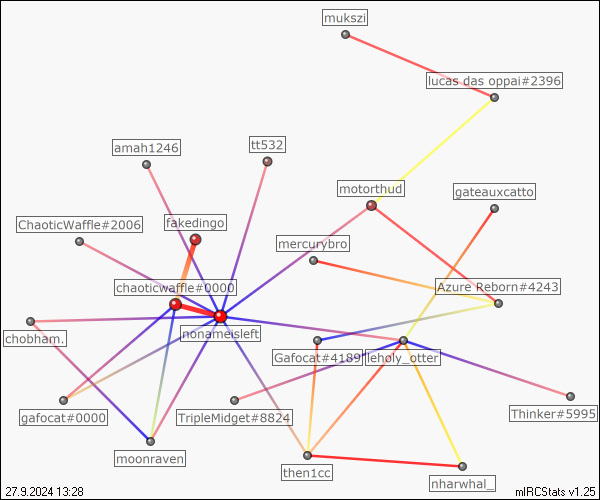 mukszi
lucas das oppai#2396
amah1246
tt532
motorthud
gateauxcatto
ChaoticWaffle#2006
fakedingo
mercurybro
chaoticwaffle#0000
Azure Reborn#4243
nonameisleft
chobham.
Gafocat#4189
leholy_otter
gafocat#0000
TripleMidget#8824
Thinker#5995
moonraven
then1cc
nharwhal_
27.9.2024 13:28
mIRCStats v1.25